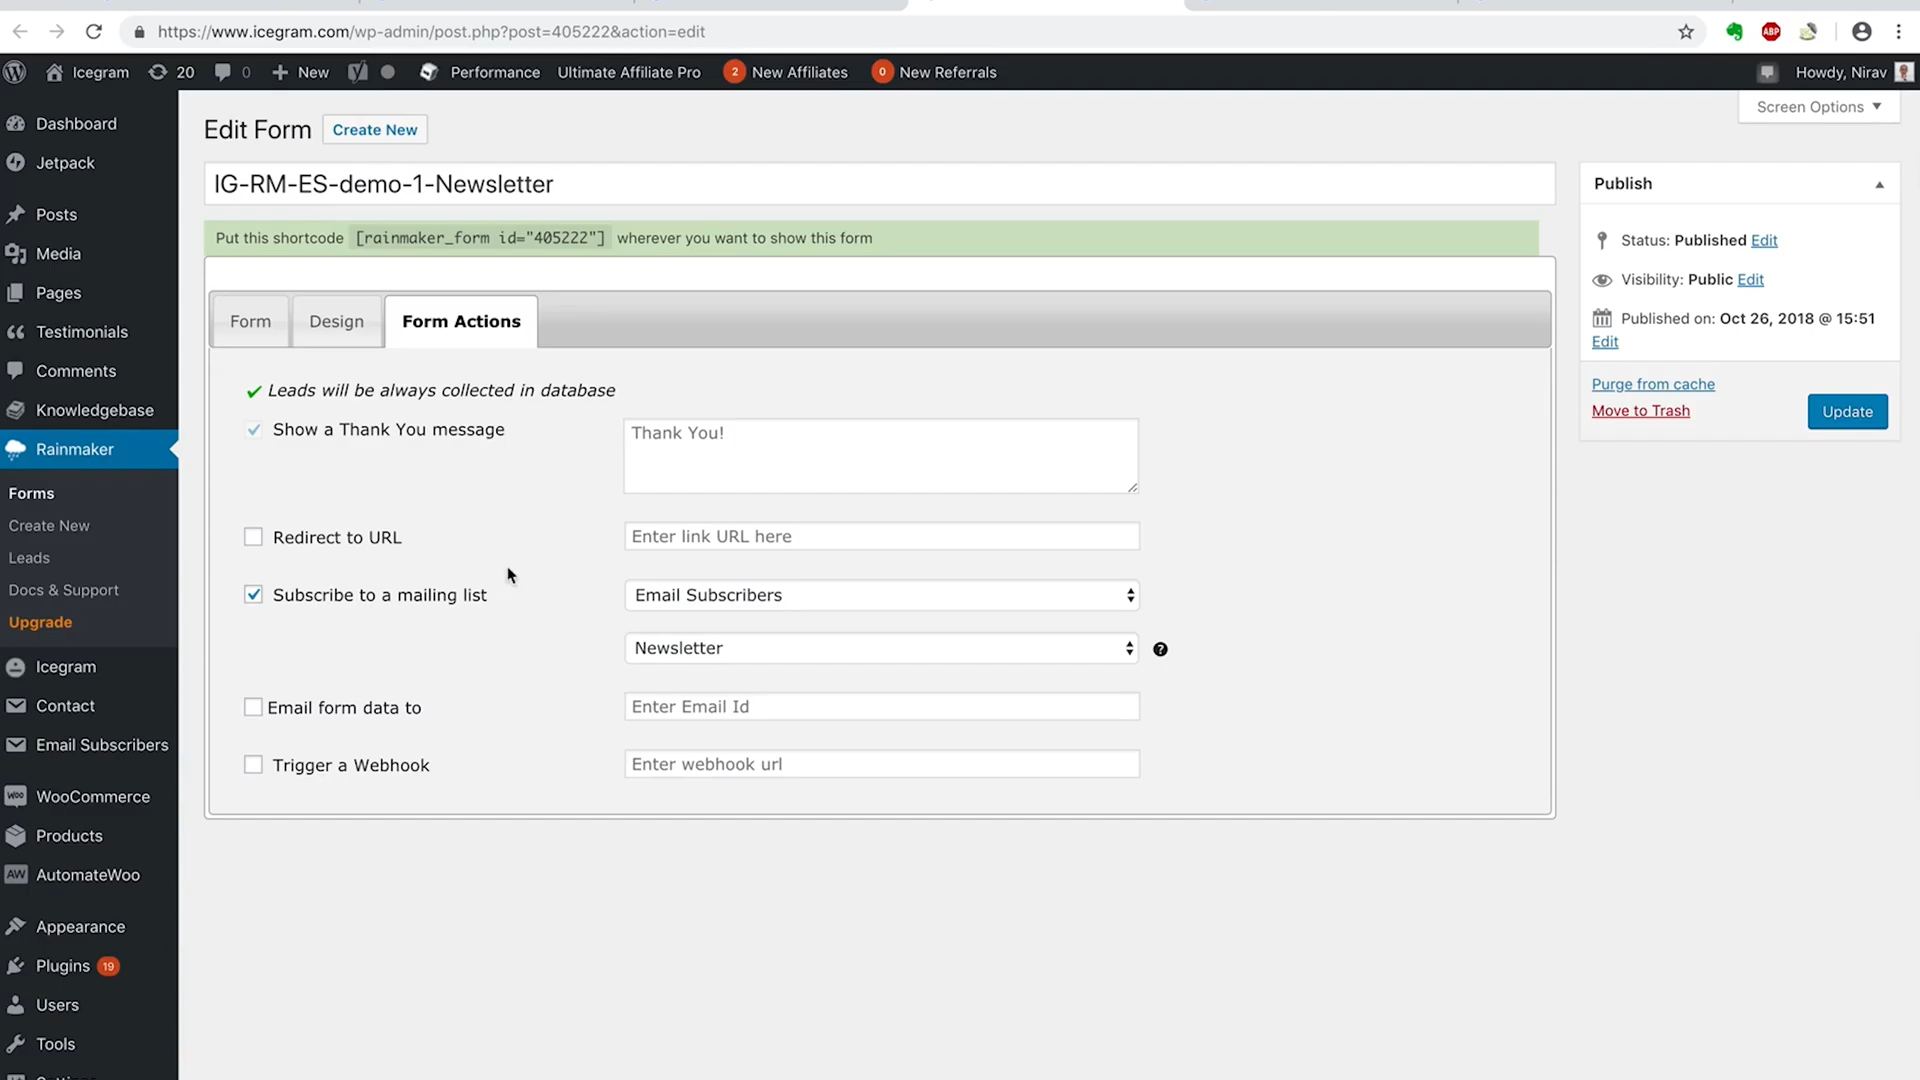 https://www.icegram.com/wp-admin/post.php?post=405222&action=edit
ABP
Icegram 20 0 New Performance Ultimate Affiliate Pro 2 New Affiliates 0 New Referrals Howdy, Nirav
Screen Options
Dashboard
Jetpack
Posts
Media
Pages
Testimonials
Comments
Knowledgebase
Rainmaker
Forms
Create New
Leads
Docs & Support
Upgrade
Icegram
Contact
Email Subscribers
WOO WooCommerce
Products
AW AutomateWoo
Appearance
Plugins 19
Users
Tools
Edit Form Create New
IG-RM-ES-demo-1-Newsletter
Put this shortcode [rainmaker_form id="405222"] wherever you want to show this form
Form Design Form Actions
Leads will be always collected in database
Show a Thank You message Thank You!
Redirect to URL Enter link URL here
Subscribe to a mailing list Email Subscribers
Newsletter ?
Email form data to Enter Email Id
Trigger a Webhook Enter webhook url
Publish
Status: Published Edit
Visibility: Public Edit
Published on: Oct 26, 2018 @ 15:51
Edit
Purge from cache
Move to Trash
Update